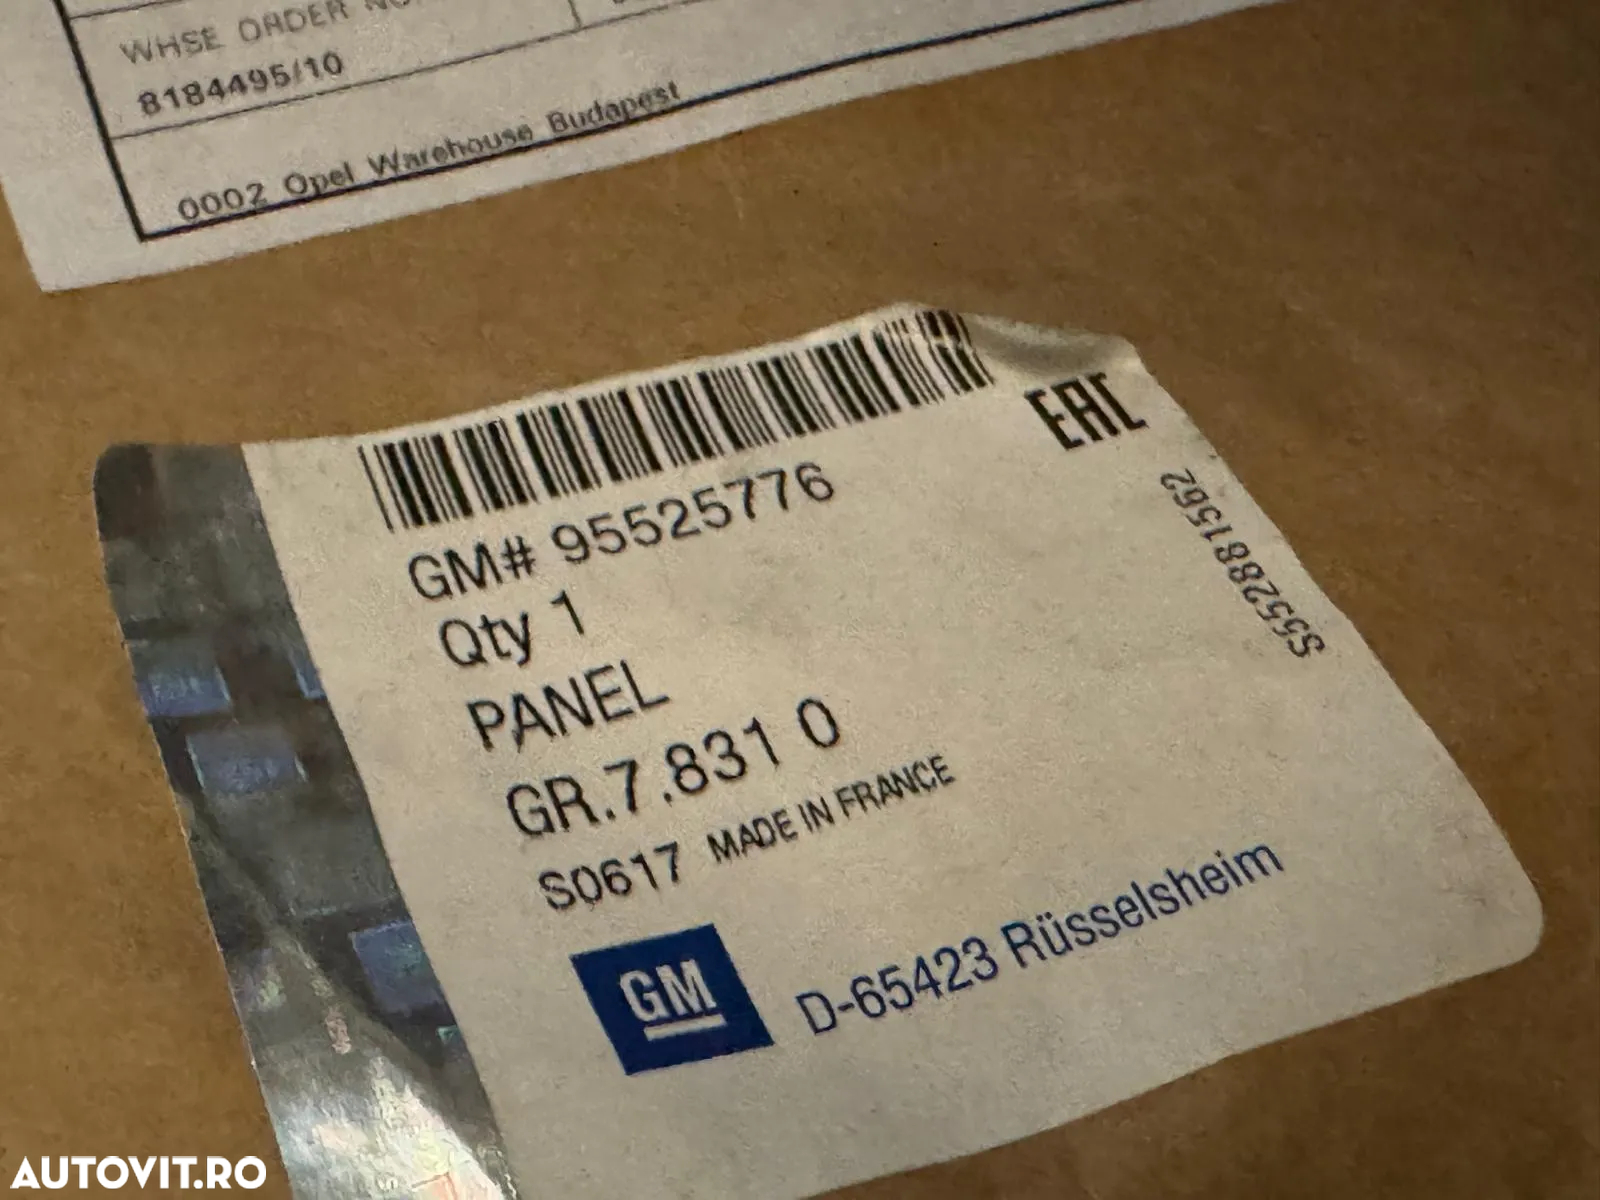 WHSE ORDER
8184495/10
0002 Opel Warehouse Budapest
EAC
GM# 95525776
Qty 1
PANEL
GR.7.831 0
S0617 MADE IN FRANCE
S552881562
GM
D-65423 Rüsselsheim
AUTOVIT.RO